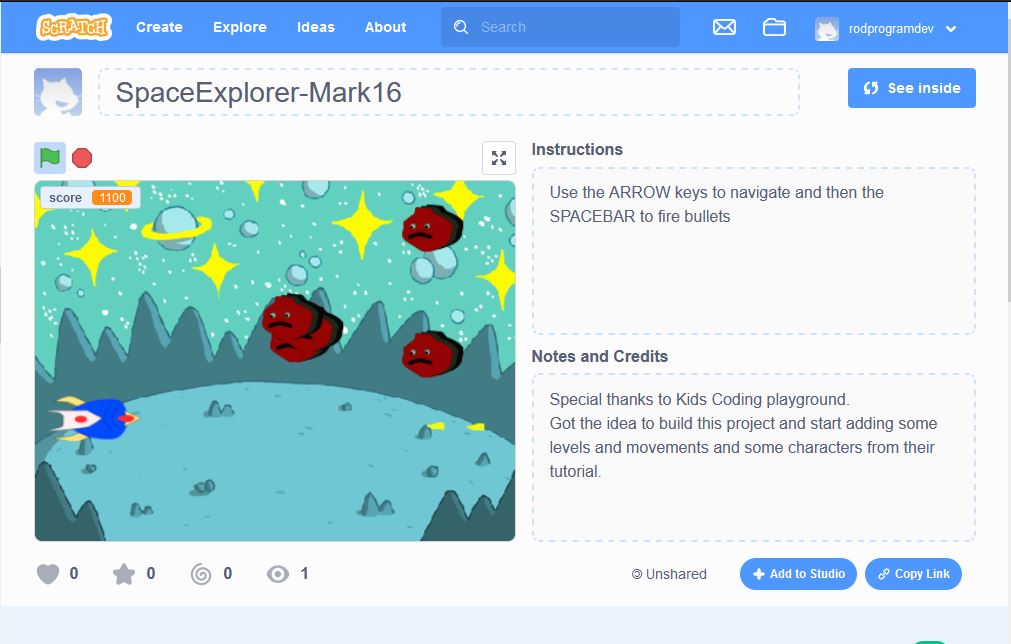 SCRATCH Create Explore Ideas About Search rodprogramdev
SpaceExplorer-Mark16
See inside
Instructions
score 1100
Use the ARROW keys to navigate and then the
SPACEBAR to fire bullets
Notes and Credits
Special thanks to Kids Coding playground.
Got the idea to build this project and start adding some
levels and movements and some characters from their
tutorial.
0 0 0 1
Unshared
Add to Studio
Copy Link